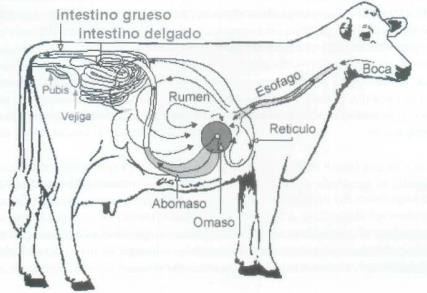 intestino grueso
intestino delgado
Pubis
Vejiga
Rumen
Esofago
Boca
Reticulo
Abomaso
Omaso